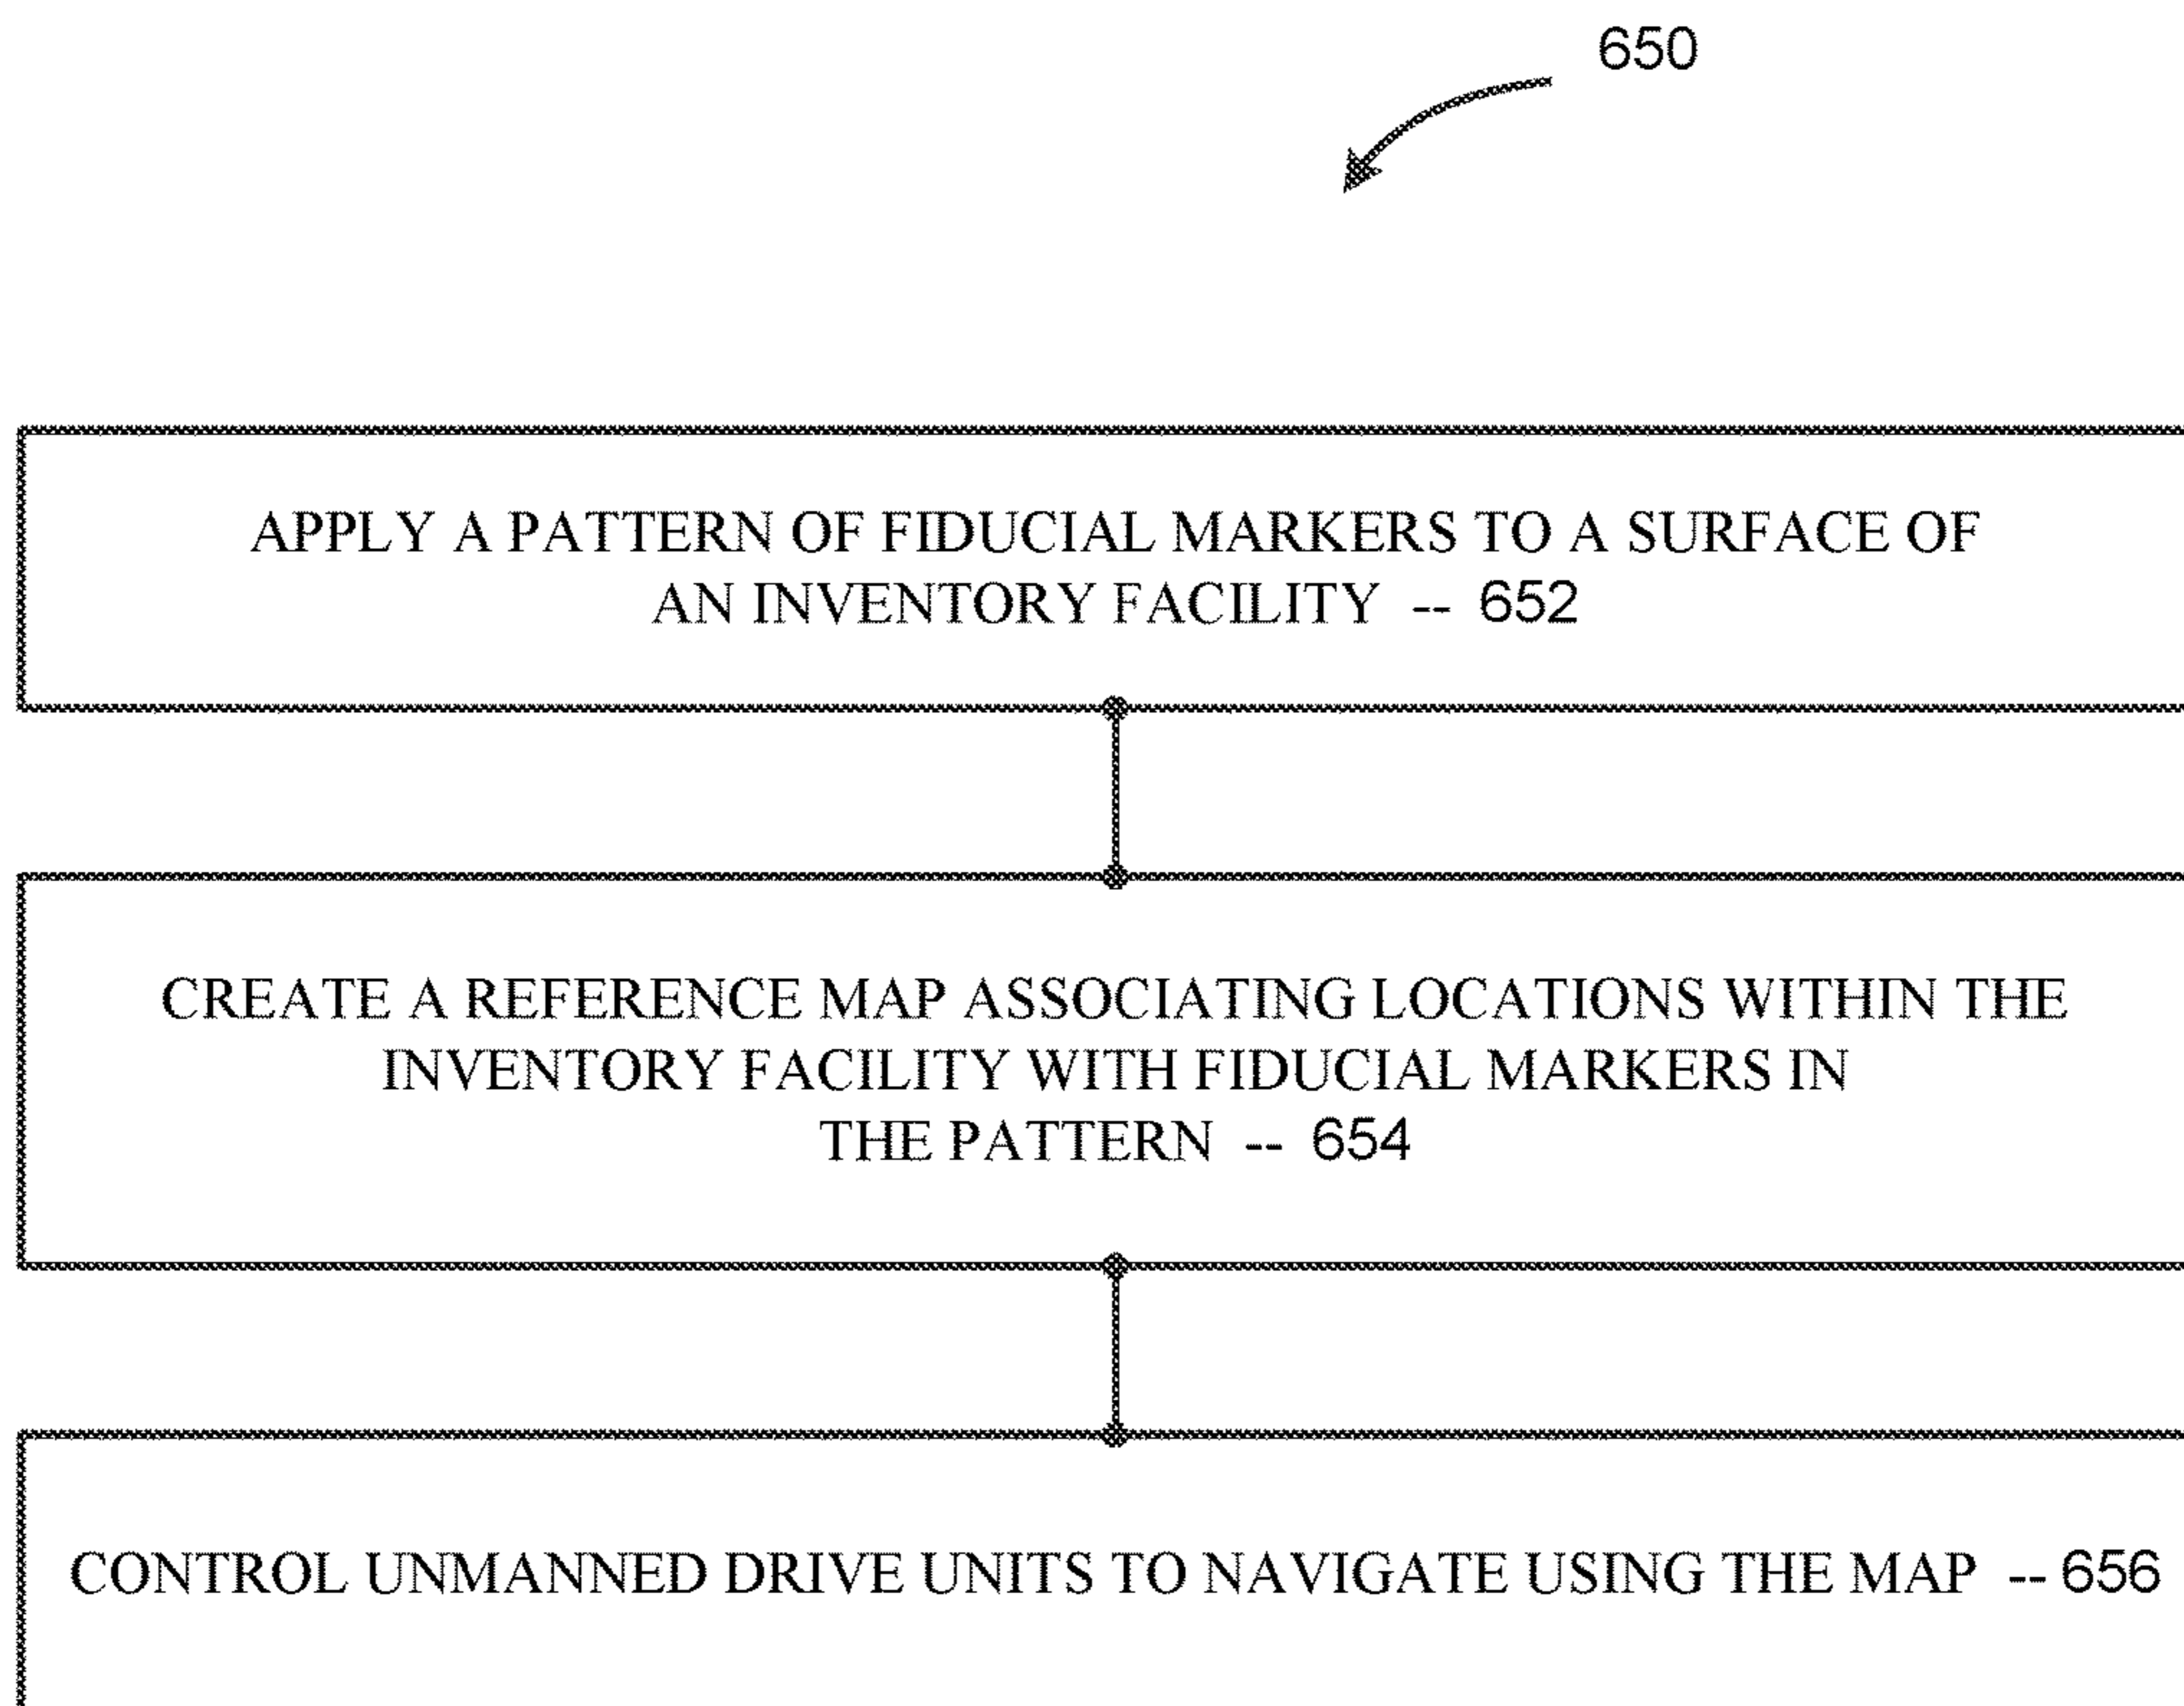 650
APPLY A PATTERN OF FIDUCIAL MARKERS TO A SURFACE OF
AN INVENTORY FACILITY -- 652
CREATE A REFERENCE MAP ASSOCIATING LOCATIONS WITHIN THE
INVENTORY FACILITY WITH FIDUCIAL MARKERS IN
THE PATTERN -- 654
CONTROL UNMANNED DRIVE UNITS TO NAVIGATE USING THE MAP -- 656